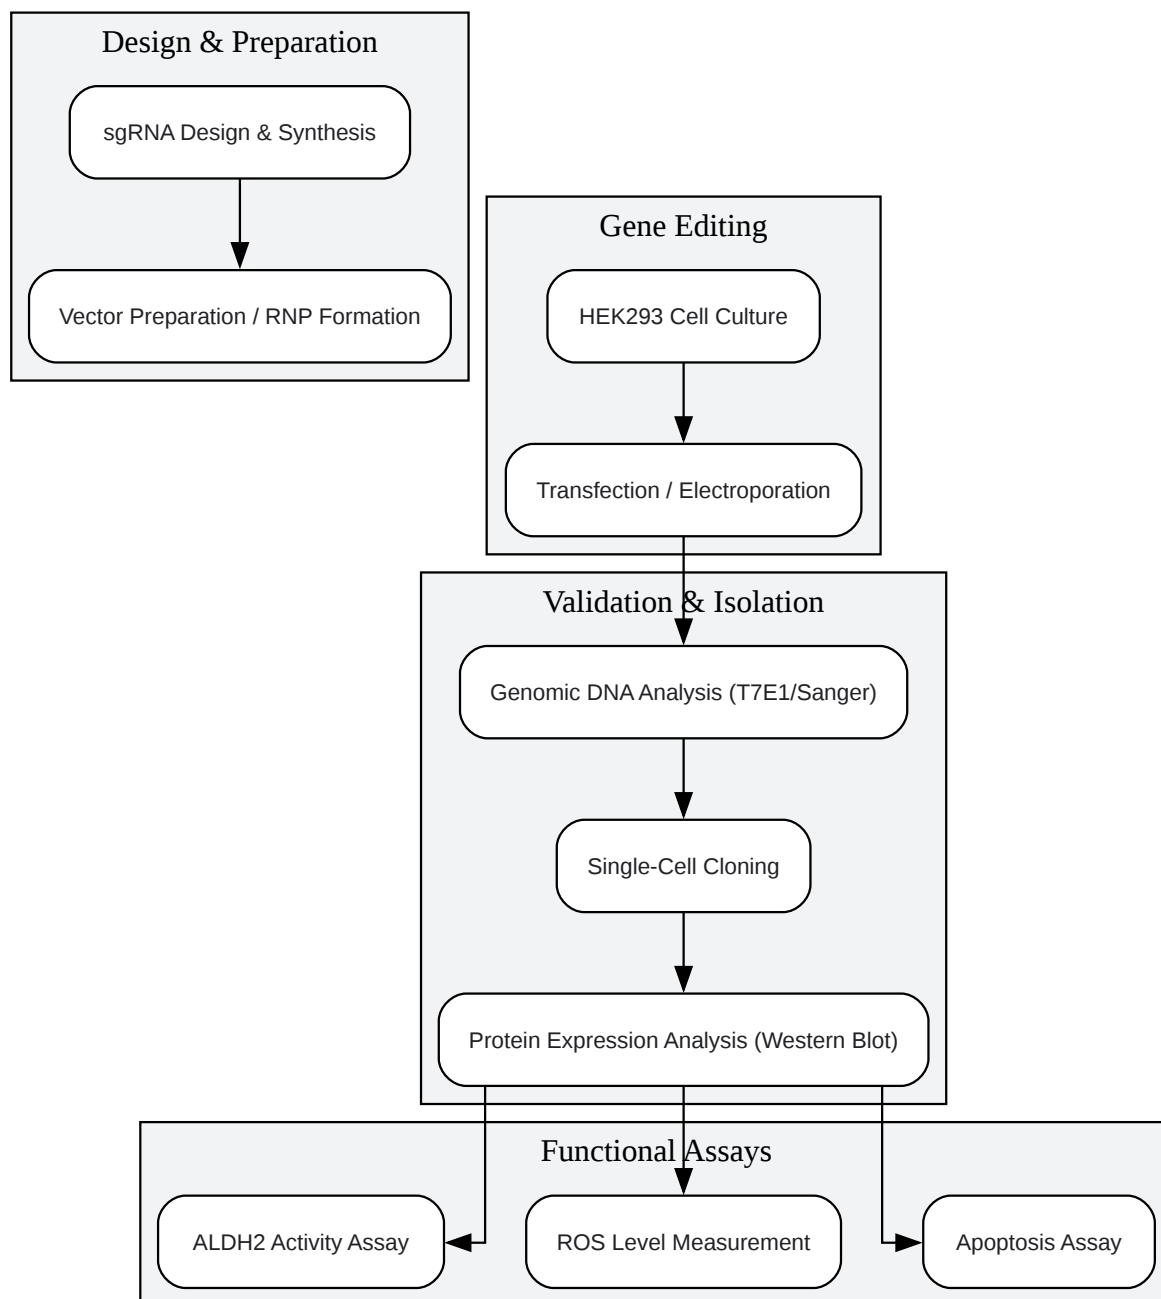 Design & Preparation
sgRNA Design & Synthesis
Vector Preparation / RNP Formation
Gene Editing
HEK293 Cell Culture
Transfection / Electroporation
Validation & Isolation
Genomic DNA Analysis (T7E1/Sanger)
Single-Cell Cloning
Protein Expression Analysis (Western Blot)
Functional Assays
ALDH2 Activity Assay
ROS Level Measurement
Apoptosis Assay